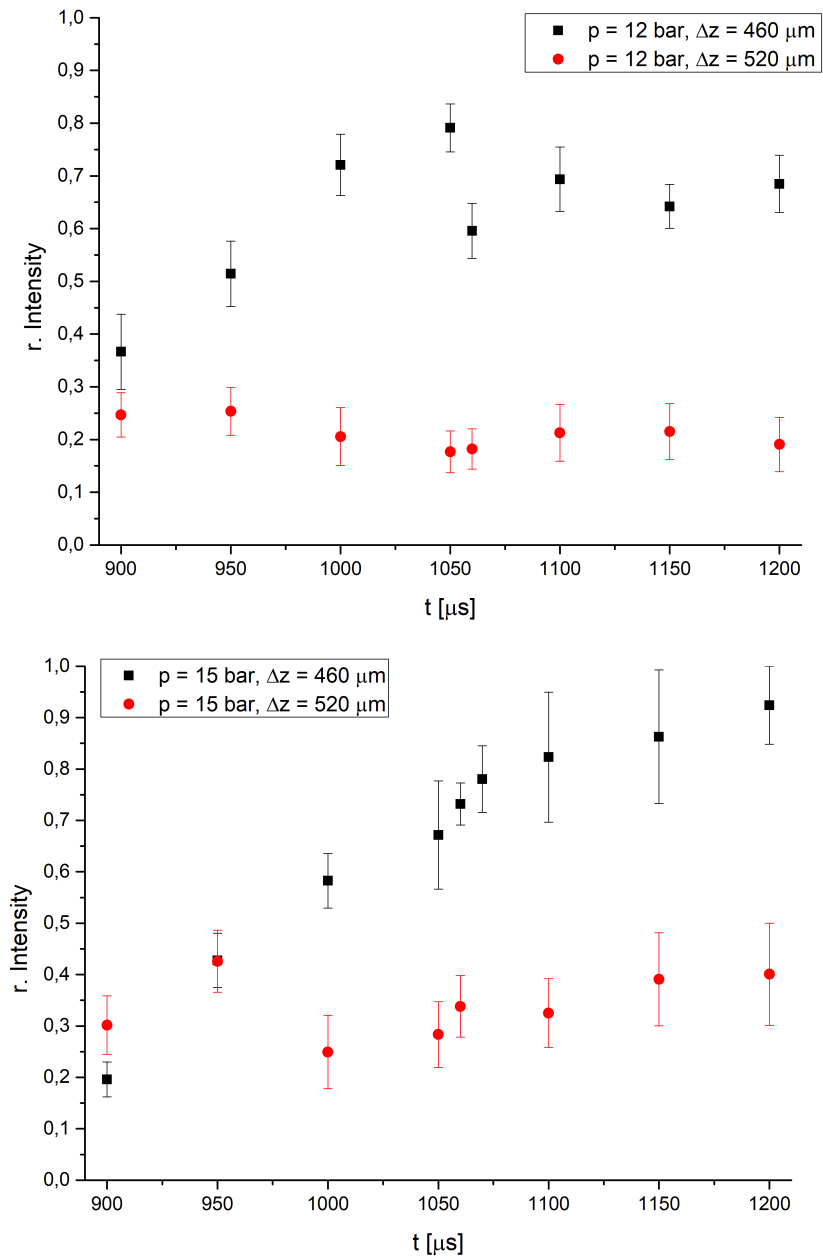 p = 12 bar, Δz = 460 μm
p = 12 bar, Δz = 520 μm
1,0
0,9
0,8
0,7
0,6
0,5
0,4
0,3
0,2
0,1
0,0
r. Intensity
900 950 1000 1050 1100 1150 1200
t [μs]
p = 15 bar, Δz = 460 μm
p = 15 bar, Δz = 520 μm
1,0
0,9
0,8
0,7
0,6
0,5
0,4
0,3
0,2
0,1
0,0
r. Intensity
900 950 1000 1050 1100 1150 1200
t [μs]